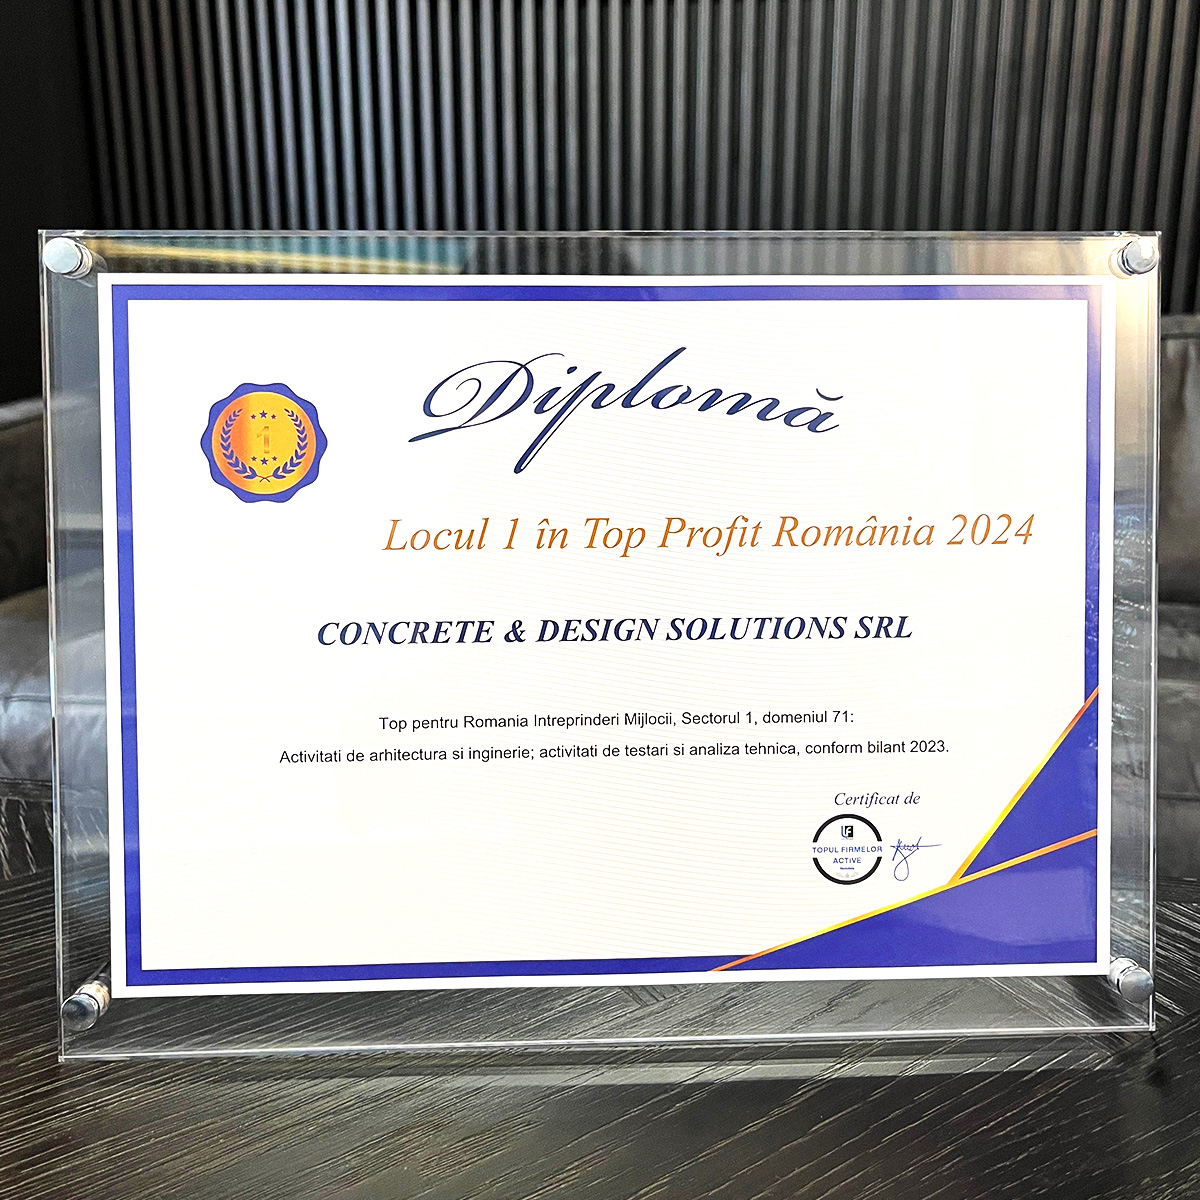 Diplomă
1
Locul 1 în Top Profit România 2024
CONCRETE & DESIGN SOLUTIONS SRL
Top pentru Romania Intreprinderi Mijlocii, Sectorul 1, domeniul 71:
Activitati de arhitectura si inginerie; activitati de testari si analiza tehnica, conform bilant 2023.
Certificat de
TOPUL FIRMELOR
ACTIVE